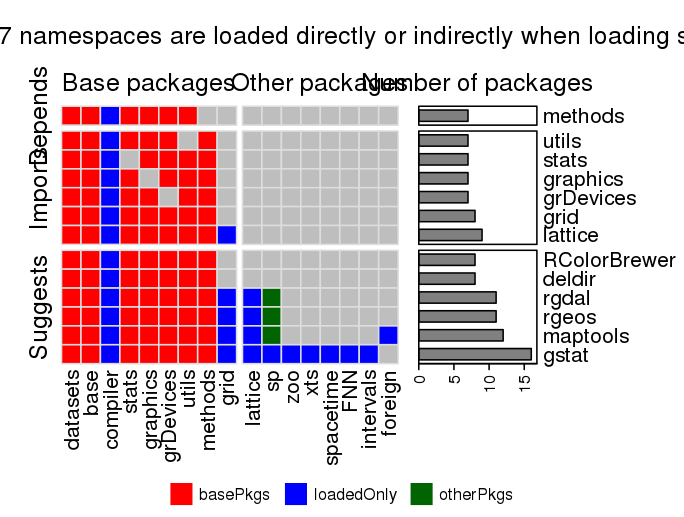 7 namespaces are loaded directly or indirectly when loading s
Base packages
Other packages
Number of packages
Depends
Imports
Suggests
methods
utils
stats
graphics
grDevices
grid
lattice
RColorBrewer
deldir
rgdal
rgeos
maptools
gstat
0 5 10 15
datasets
base
compiler
stats
graphics
grDevices
utils
methods
grid
lattice
sp
zoo
xts
spacetime
FNN
intervals
foreign
basePkgs loadedOnly otherPkgs